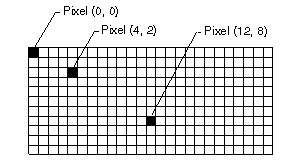 Pixel (0, 0)
Pixel (4, 2)
Pixel (12, 8)